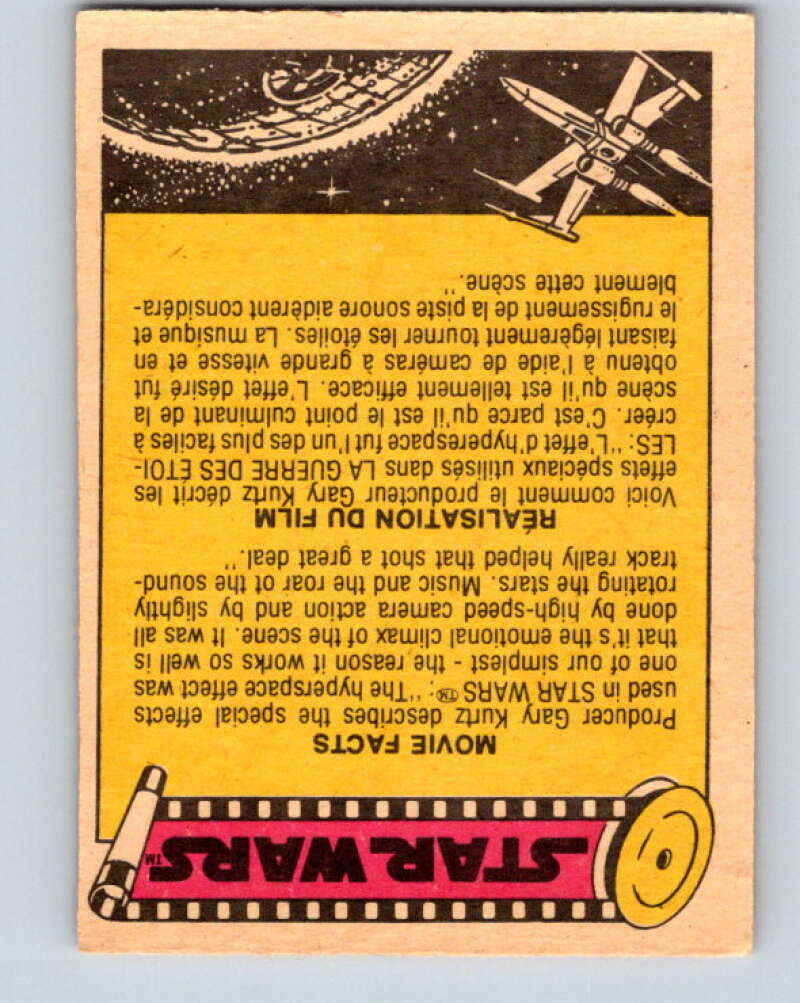 STAR WARS™
MOVIE FACTS
Producer Gary Kurtz describes the special effects
used in STAR WARS ™: "The hyperspace effect was
one of our simplest - the reason it works so well is
that it's the emotional climax of the scene. It was all
done by high-speed camera action and by slightly
rotating the stars. Music and the roar ot the sound-
track really helped that shot a great deal."
RÉALISATION DU FILM
Voici comment le producteur Gary Kurtz décrit les
effets spéciaux utilisés dans LA GUERRE DES ÉTOI-
LES: "L'effet d'hyperespace fut l'un des plus faciles à
créer. C'est parce qu'il est le point culminant de la
scène qu'il est tellement efficace. L'effet désiré fut
obtenu à l'aide de caméras à grande vitesse et en
faisant légèrement tourner les étoiles. La musique et
le rugissement de la piste sonore aidèrent considéra-
blement cette scène."